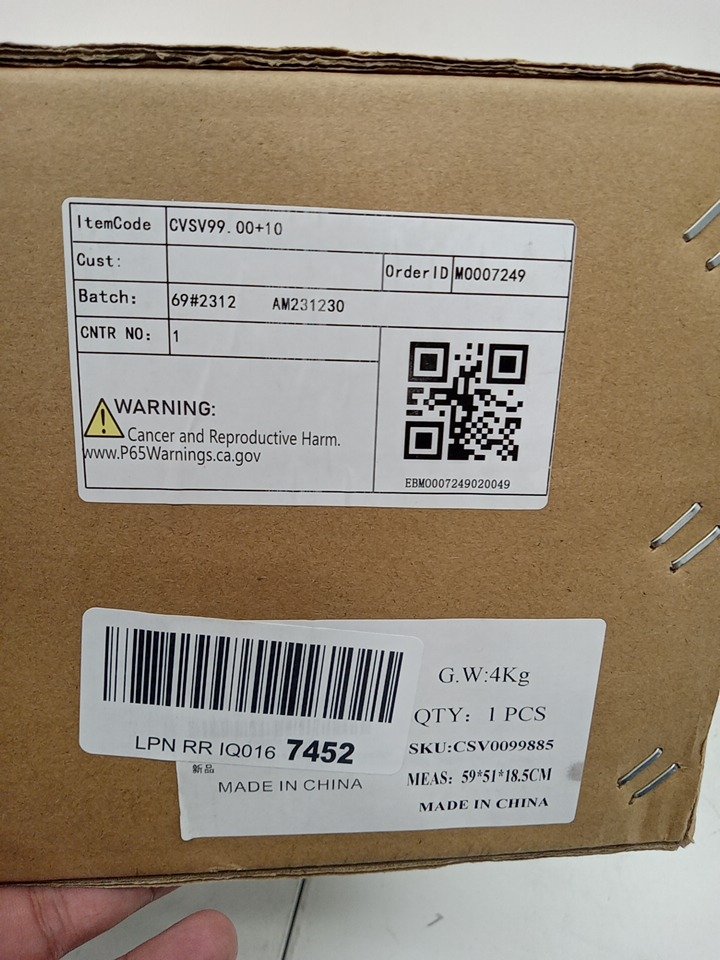 ItemCode CVSV99.00+10
Cust: OrderID MO007249
Batch: 69#2312 AM231230
CNTR NO: 1
WARNING:
Cancer and Reproductive Harm.
www.P65Warnings.ca.gov
EBMO007249020049
LPN RR IQ016 7452
新品
MADE IN CHINA
G.W:4Kg
QTY: 1 PCS
SKU:CSV0099885
MEAS: 59*51*18.5CM
MADE IN CHINA